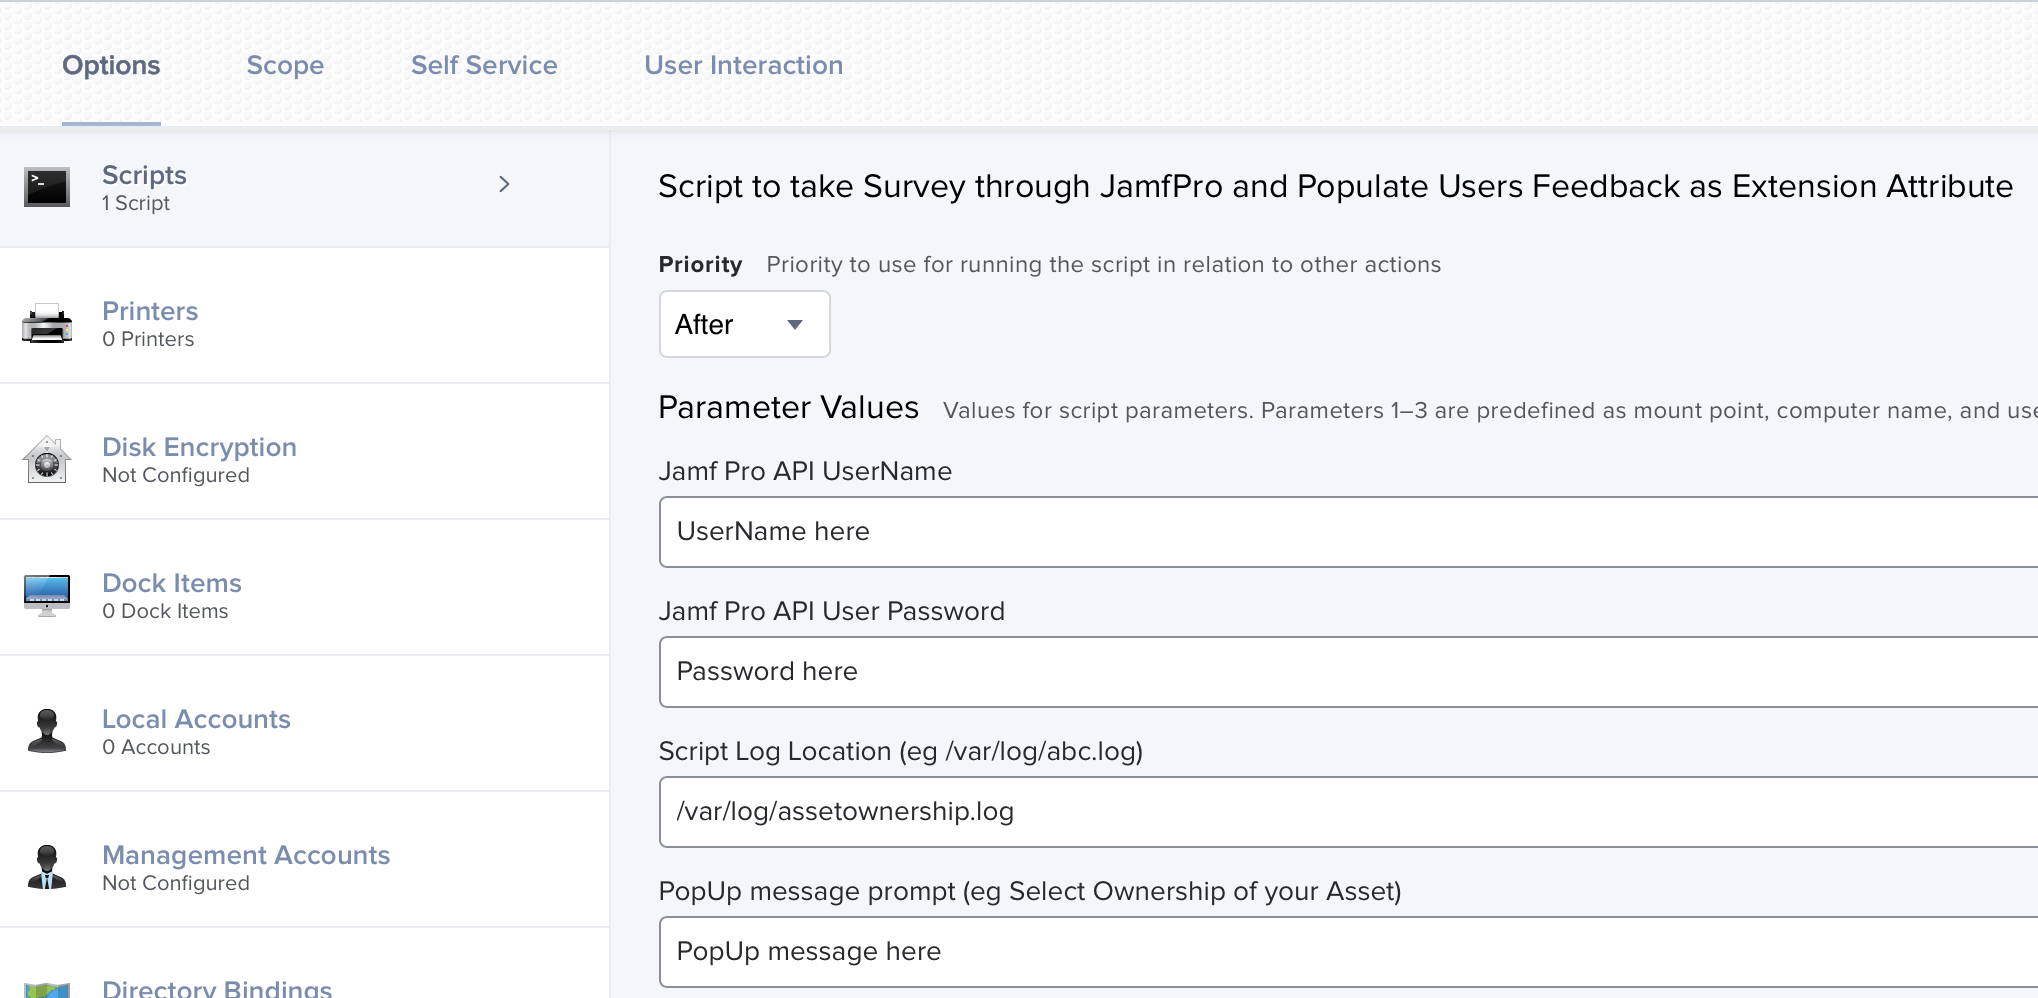 Options
Scope
Self Service
User Interaction
Scripts
1 Script
Printers
0 Printers
Disk Encryption
Not Configured
Dock Items
0 Dock Items
Local Accounts
0 Accounts
Management Accounts
Not Configured
Directory Bindings
Script to take Survey through JamfPro and Populate Users Feedback as Extension Attribute
Priority Priority to use for running the script in relation to other actions
After
Parameter Values Values for script parameters. Parameters 1–3 are predefined as mount point, computer name, and
Jamf Pro API UserName
UserName here
Jamf Pro API User Password
Password here
Script Log Location (eg /var/log/abc.log)
/var/log/assetownership.log
PopUp message prompt (eg Select Ownership of your Asset)
PopUp message here